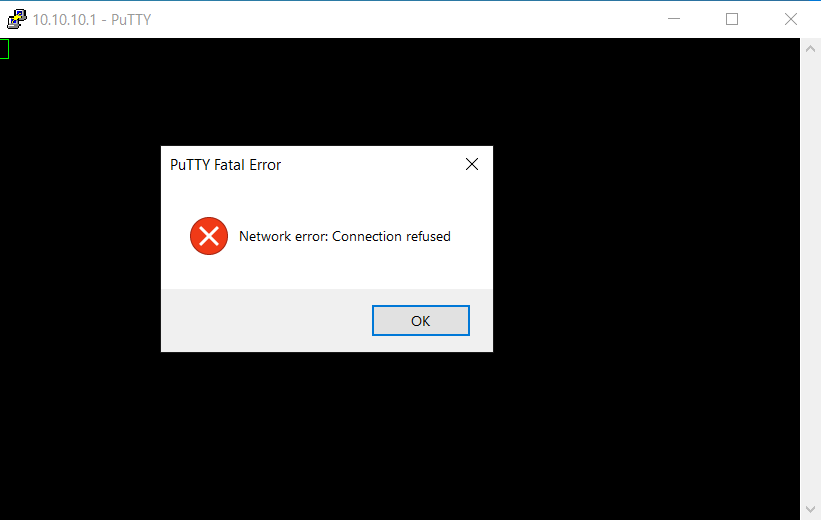 10.10.10.1 - PuTTY
PuTTY Fatal Error
Network error: Connection refused
OK